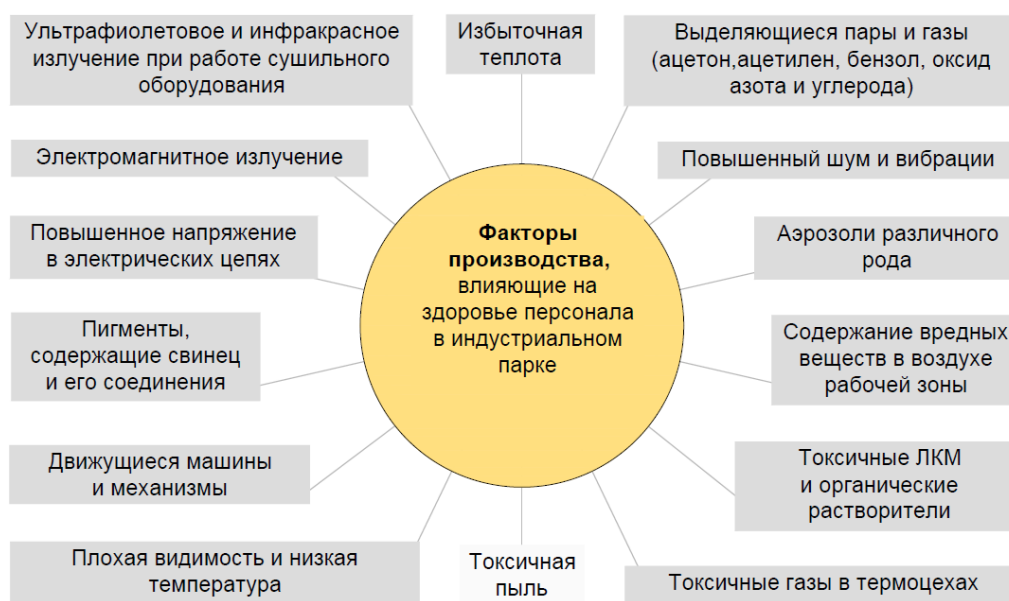 Ультрафиолетовое и инфракрасное
излучение при работе сушильного
оборудования
Избыточная
теплота
Выделяющиеся пары и газы
(ацетон,ацетилен, бензол, оксид
азота и углерода)
Электромагнитное излучение
Повышенный шум и вибрации
Повышенное напряжение
в электрических цепях
Факторы
производства,
влияющие на
здоровье персонала
в индустриальном
парке
Аэрозоли различного
рода
Пигменты,
содержащие свинец
и его соединения
Содержание вредных
веществ в воздухе
рабочей зоны
Движущиеся машины
и механизмы
Токсичные ЛКМ
и органические
растворители
Плохая видимость и низкая
температура
Токсичная
пыль
Токсичные газы в термоцехах